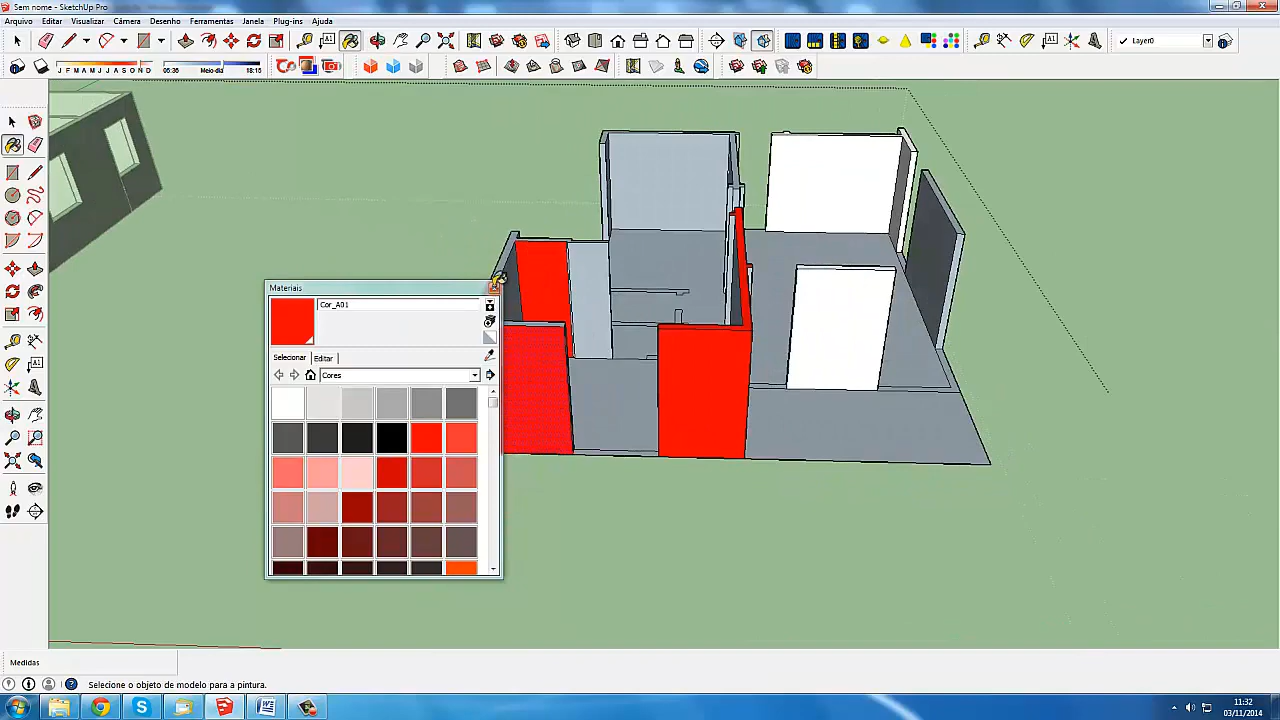 Sem nome - SketchUp Pro
Arquivo Editar Visualizar Câmera Desenho Ferramentas Janela Plug-ins Ajuda
Layer0
J F M A M J J A S O N D 06:36 Meio-dia 18:15
Materiais
Cor_A01
Selecionar Editar
Cores
Medidas
Selecione o objeto de modelo para a pintura.
11:32
03/11/2014